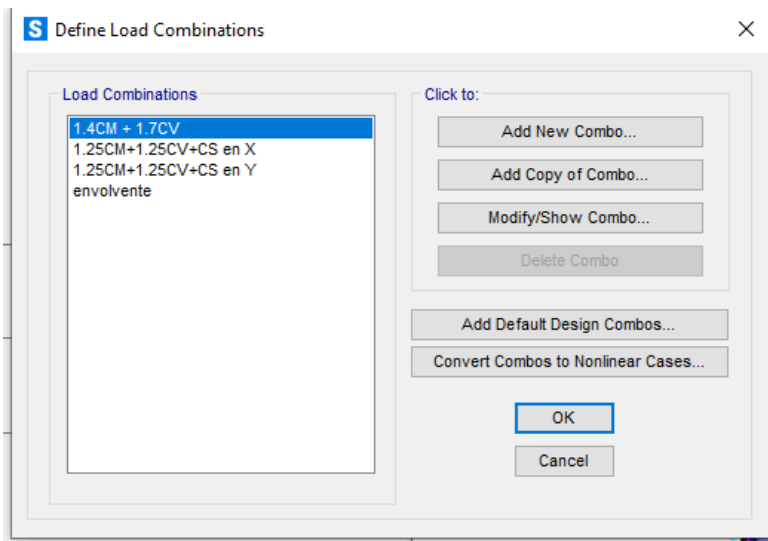 S Define Load Combinations
Load Combinations
1.4CM + 1.7CV
1.25CM+1.25CV+CS en X
1.25CM+1.25CV+CS en Y
envolvente
Click to:
Add New Combo...
Add Copy of Combo...
Modify/Show Combo...
Delete Combo
Add Default Design Combos...
Convert Combos to Nonlinear Cases...
OK
Cancel